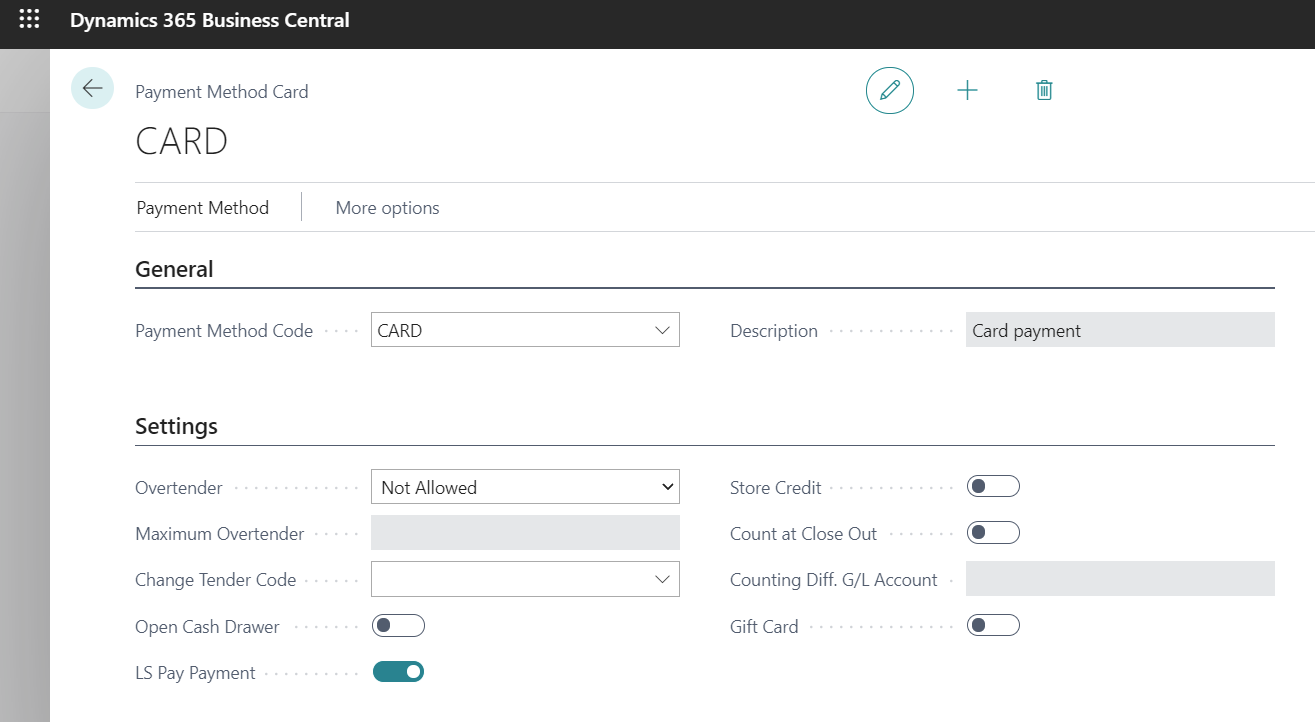 Dynamics 365 Business Central
Payment Method Card
CARD
Payment Method
More options
General
Payment Method Code
CARD
Description
Card payment
Settings
Overtender
Not Allowed
Store Credit
Maximum Overtender
Count at Close Out
Change Tender Code
Counting Diff. G/L Account
Open Cash Drawer
Gift Card
LS Pay Payment